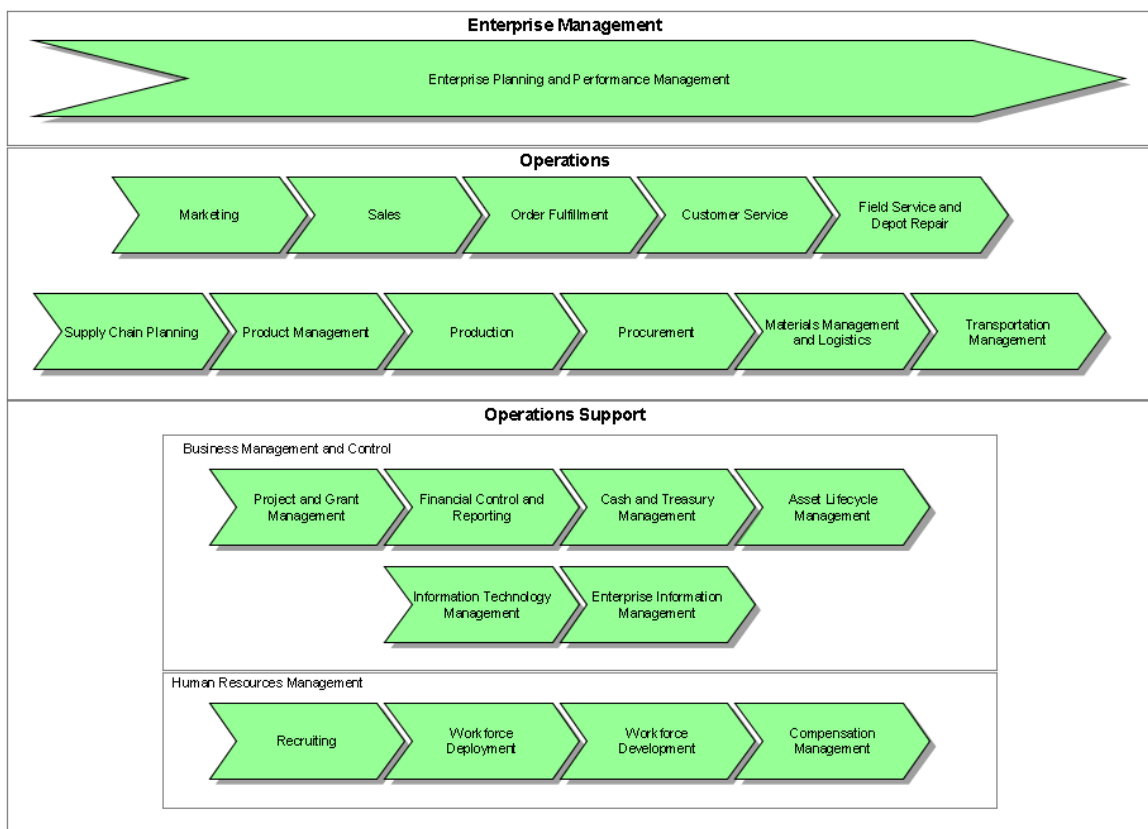 Enterprise Management
Enterprise Planning and Performance Management
Operations
Marketing
Sales
Order Fulfillment
Customer Service
Field Service and
Depot Repair
Supply Chain Planning
Product Management
Production
Procurement
Materials Management
and Logistics
Transportation
Management
Operations Support
Business Management and Control
Project and Grant
Management
Financial Control and
Reporting
Cash and Treasury
Management
Asset Lifecycle
Management
Information Technology
Management
Enterprise Information
Management
Human Resources Management
Recruiting
Workforce
Deployment
Workforce
Development
Compensation
Management